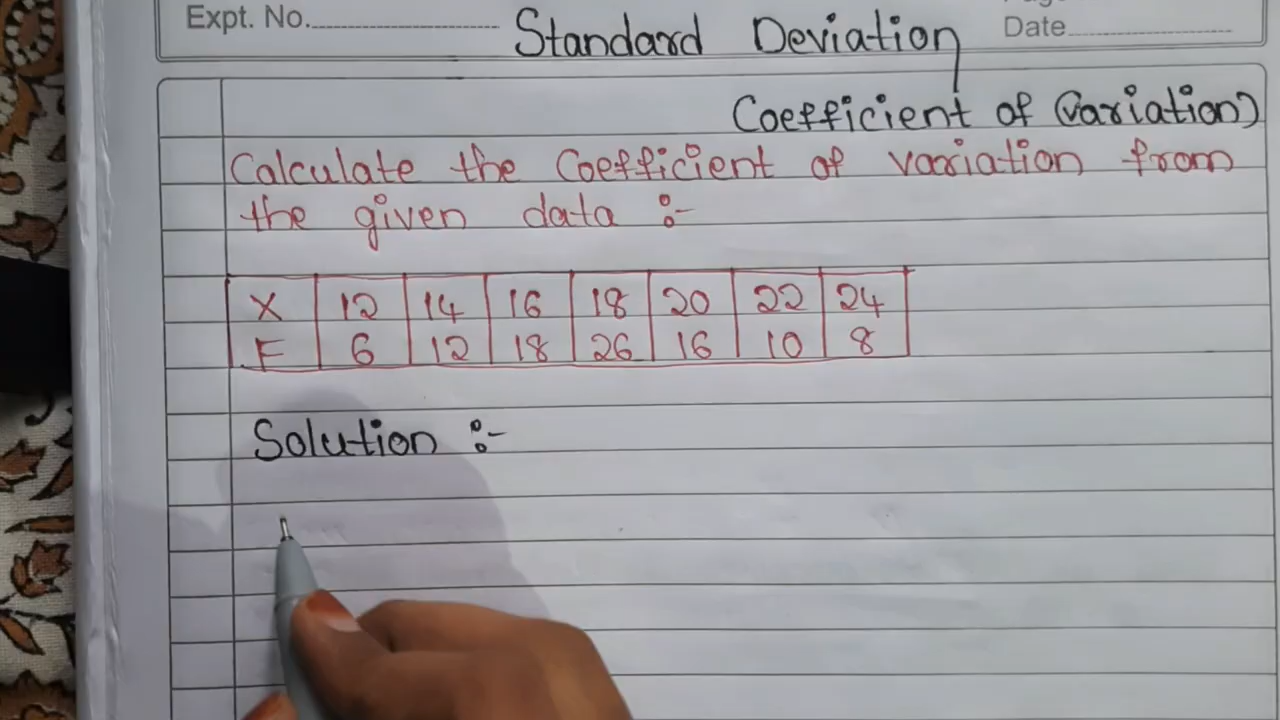 Expt. No.
Standard Deviation
Date
Coefficient of Variation)
Calculate the Coefficient of variation from
the given data :-
X 12 14 16 18 20 22 24
F 6 12 18 26 16 10 8
Solution :-